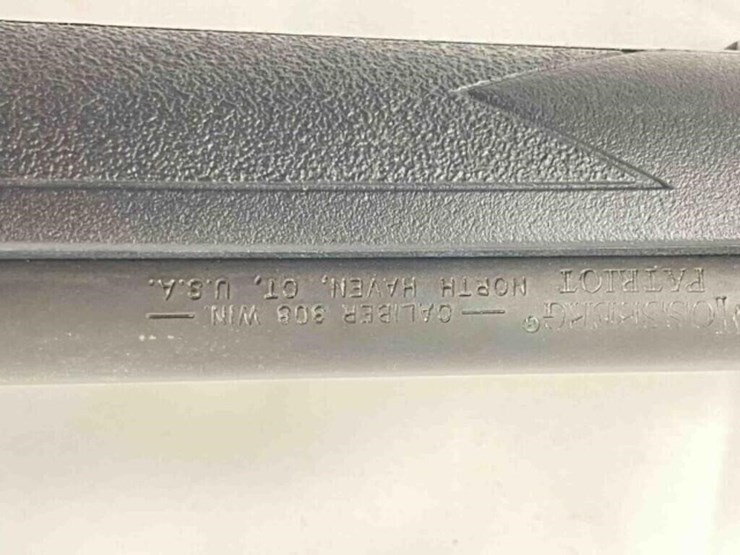 MOSSBERG® — CALIBER 308 WIN. —
PATRIOT NORTH HAVEN, CT, U.S.A.